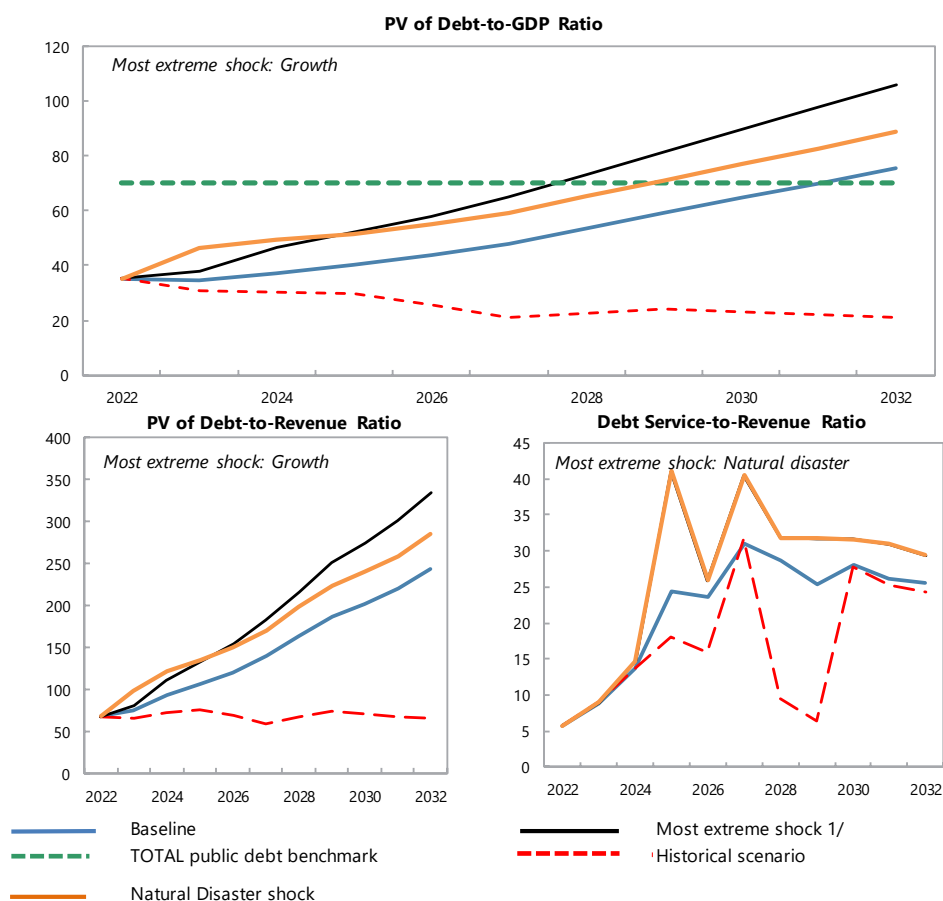 PV of Debt-to-GDP Ratio
120
Most extreme shock: Growth
100
80
60
40
20
0
2022 2024 2026 2028 2030 2032
PV of Debt-to-Revenue Ratio
400
Most extreme shock: Growth
350
300
250
200
150
100
50
0
2022 2024 2026 2028 2030 2032
Debt Service-to-Revenue Ratio
45
Most extreme shock: Natural disaster
40
35
30
25
20
15
10
5
0
2022 2024 2026 2028 2030 2032
Baseline
TOTAL public debt benchmark
Natural Disaster shock
Most extreme shock 1/
Historical scenario